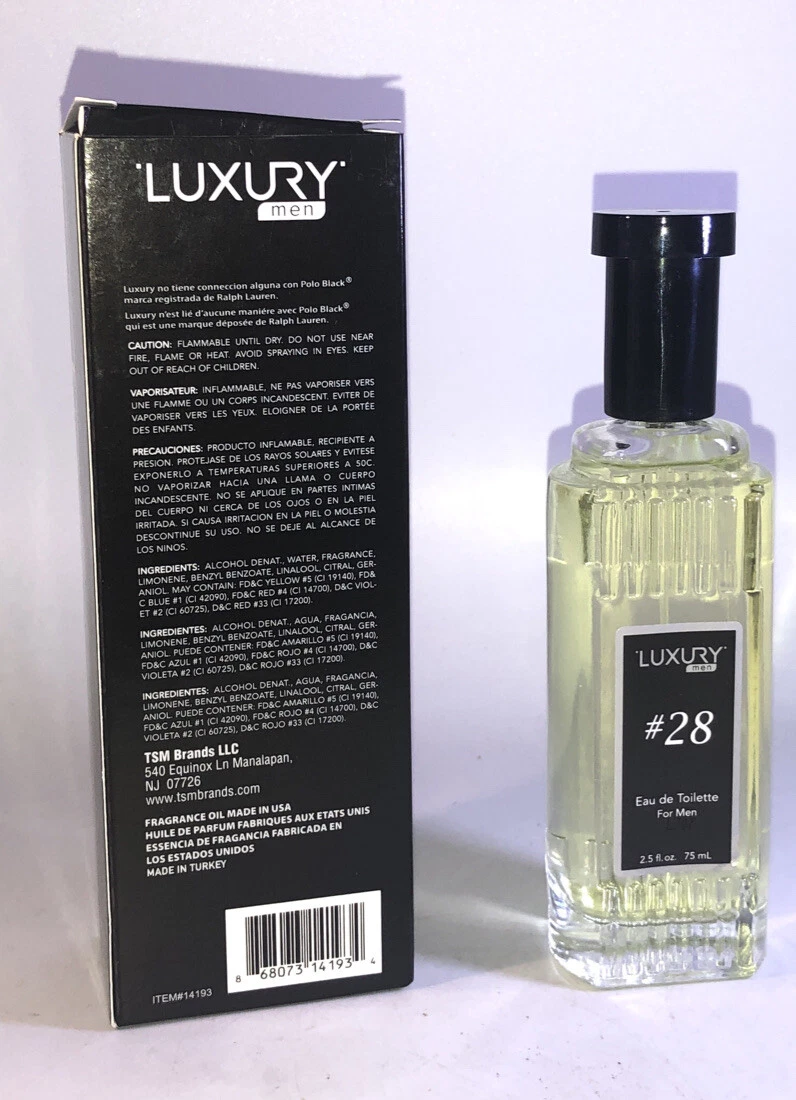 LUXURY
men
Luxury no tiene conneccion alguna con Polo Black®
marca registrada de Ralph Lauren.
Luxury n'est lié d'aucune maniére avec Polo Black®
qui est une marque déposée de Ralph Lauren.
CAUTION: FLAMMABLE UNTIL DRY. DO NOT USE NEAR
FIRE, FLAME OR HEAT. AVOID SPRAYING IN EYES. KEEP
OUT OF REACH OF CHILDREN.
VAPORISATEUR: INFLAMMABLE, NE PAS VAPORISER VERS
UNE FLAMME OU UN CORPS INCANDESCENT. EVITER DE
VAPORISER VERS LES YEUX. ELOIGNER DE LA PORTÉE
DES ENFANTS.
PRECAUCIONES: PRODUCTO INFLAMABLE, RECIPIENTE A
PRESION. PROTEJASE DE LOS RAYOS SOLARES Y EVITESE
EXPONERLO A TEMPERATURAS SUPERIORES A 50C.
NO VAPORIZAR HACIA UNA LLAMA O CUERPO
INCANDESCENTE. NO SE APLIQUE EN PARTES INTIMAS
DEL CUERPO NI CERCA DE LOS OJOS O EN LA PIEL
IRRITADA. SI CAUSA IRRITACION EN LA PIEL O MOLESTIA
DESCONTINUE SU USO. NO SE DEJE AL ALCANCE DE
LOS NINOS.
INGREDIENTS: ALCOHOL DENAT., WATER, FRAGRANCE,
LIMONENE, BENZYL BENZOATE, LINALOOL, CITRAL, GER-
ANIOL. MAY CONTAIN: FD&C YELLOW #5 (CI 19140), FD&
C BLUE #1 (CI 42090), FD&C RED #4 (CI 14700), D&C VIOL-
ET #2 (CI 60725), D&C RED #33 (CI 17200).
INGREDIENTES: ALCOHOL DENAT., AGUA, FRAGANCIA,
LIMONENE, BENZYL BENZOATE, LINALOOL, CITRAL, GER-
ANIOL. PUEDE CONTENER: FD&C AMARILLO #5 (CI 19140),
FD&C AZUL #1 (CI 42090), FD&C ROJO #4 (CI 14700), D&C
VIOLETA #2 (CI 60725), D&C ROJO #33 (CI 17200).
INGREDIENTES: ALCOHOL DENAT., AGUA, FRAGANCIA,
LIMONENE, BENZYL BENZOATE, LINALOOL, CITRAL, GER-
ANIOL. PUEDE CONTENER: FD&C AMARILLO #5 (CI 19140),
FD&C AZUL #1 (CI 42090), FD&C ROJO #4 (CI 14700), D&C
VIOLETA #2 (CI 60725), D&C ROJO #33 (CI 17200).
TSM Brands LLC
540 Equinox Ln Manalapan,
NJ 07726
www.tsmbrands.com
FRAGRANCE OIL MADE IN USA
HUILE DE PARFUM FABRIQUES AUX ETATS UNIS
ESSENCIA DE FRAGANCIA FABRICADA EN
LOS ESTADOS UNIDOS
MADE IN TURKEY
8 68073 14193 4
ITEM#14193
LUXURY
men
#28
Eau de Toilette
For Men
2.5 fl. oz. 75 mL